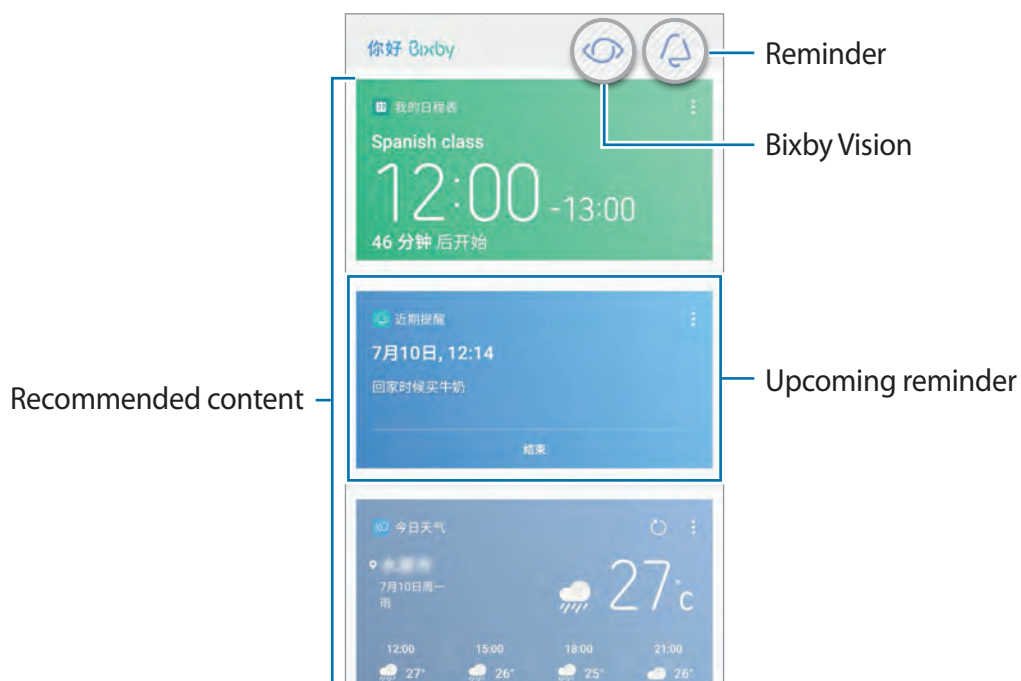 你好 Bixby
Reminder
Bixby Vision
我的日程表
Spanish class
12:00 -13:00
46 分钟 后开始
Recommended content
近期提醒
7月10日, 12:14
回家时候买牛奶
结束
Upcoming reminder
今日天气
7月10日周一
雨
27°c
12:00 15:00 18:00 21:00
27° 26° 25° 26°